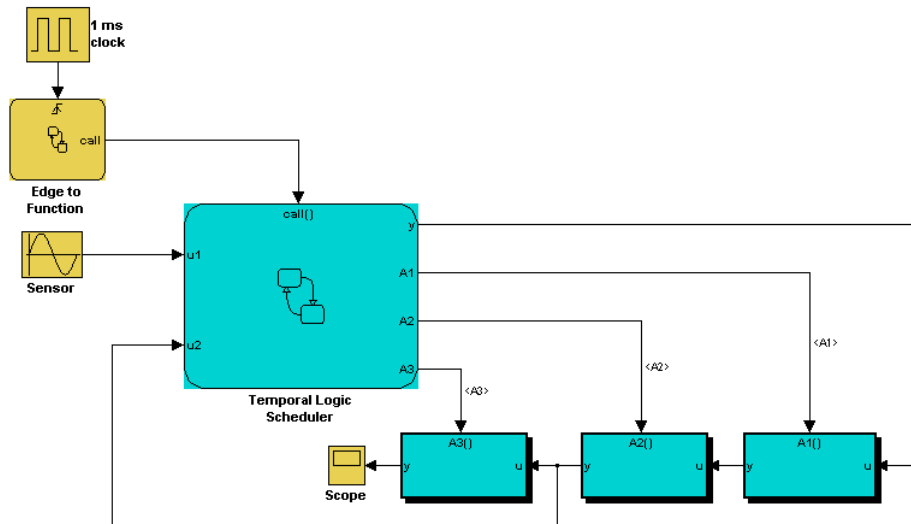 1 ms
clock
call
Edge to
Function
call()
y
u1
Sensor
A1
A2
<A1>
u2
<A2>
A3
<A3>
Temporal Logic
Scheduler
A3()
A2()
A1()
y
u
y
u
y
u
Scope